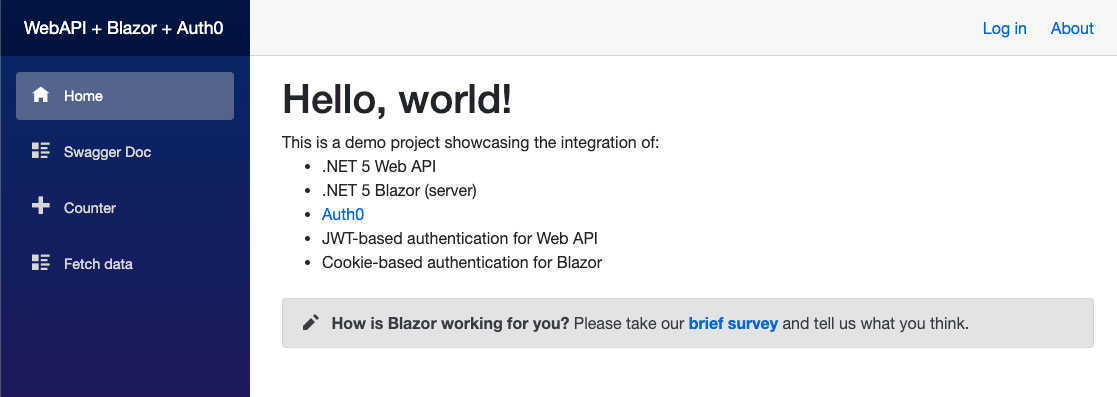 WebAPI + Blazor + Auth0
Log in
About
Home
Swagger Doc
Counter
Fetch data
Hello, world!
This is a demo project showcasing the integration of:
• .NET 5 Web API
• .NET 5 Blazor (server)
• Auth0
• JWT-based authentication for Web API
• Cookie-based authentication for Blazor
How is Blazor working for you? Please take our brief survey and tell us what you think.